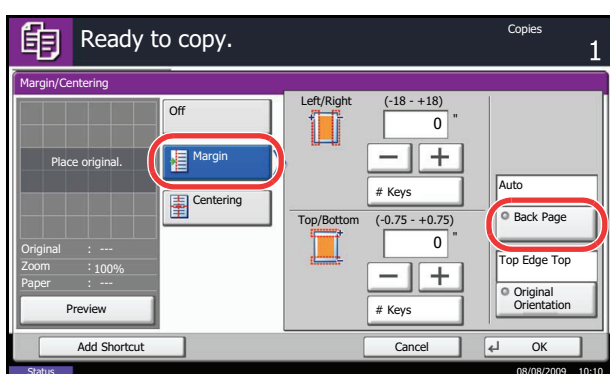 Ready to copy.
Copies
1
Margin/Centering
Place original.
Original : ---
Zoom : 100%
Paper : ---
Preview
Off
Margin
Centering
Left/Right
(-18 - +18)
0 "
# Keys
Top/Bottom
(-0.75 - +0.75)
0 "
# Keys
Auto
Back Page
Top Edge Top
Original
Orientation
Add Shortcut
Cancel
OK
Status
08/08/2009 10:10